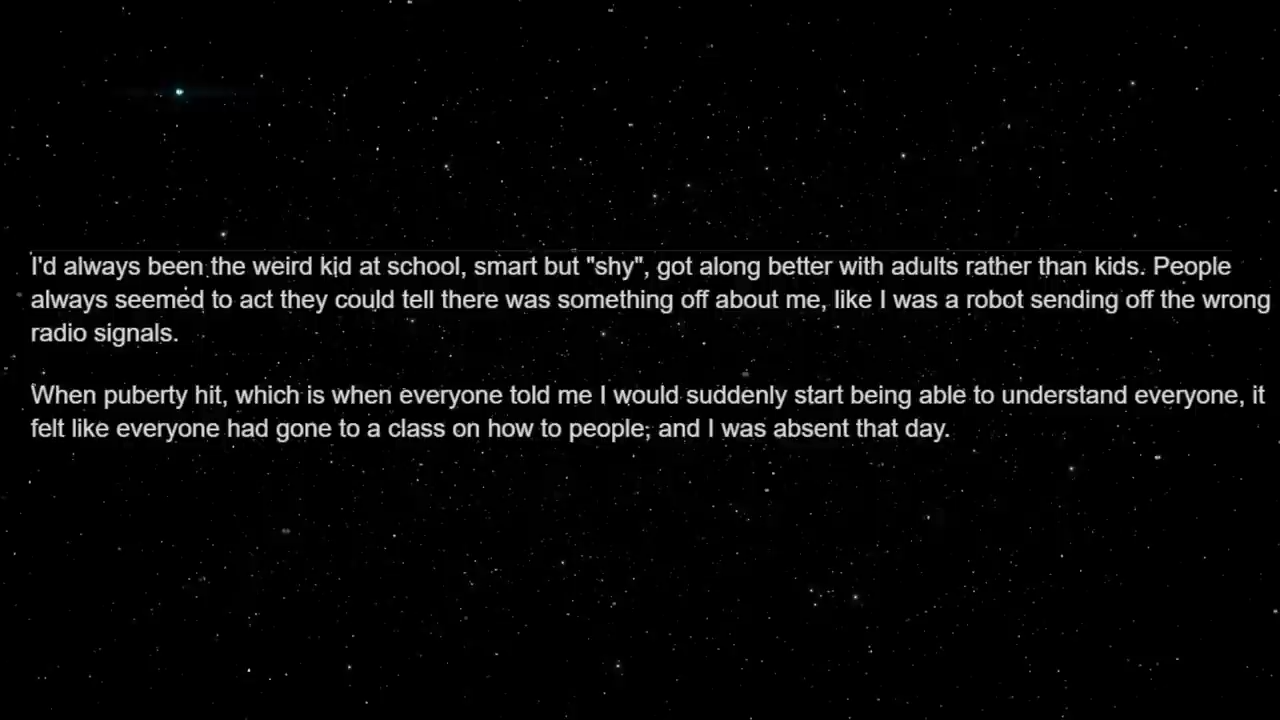 I'd always been the weird kid at school, smart but "shy", got along better with adults rather than kids. People
always seemed to act they could tell there was something off about me, like I was a robot sending off the wrong
radio signals.
When puberty hit, which is when everyone told me I would suddenly start being able to understand everyone, it
felt like everyone had gone to a class on how to people, and I was absent that day.